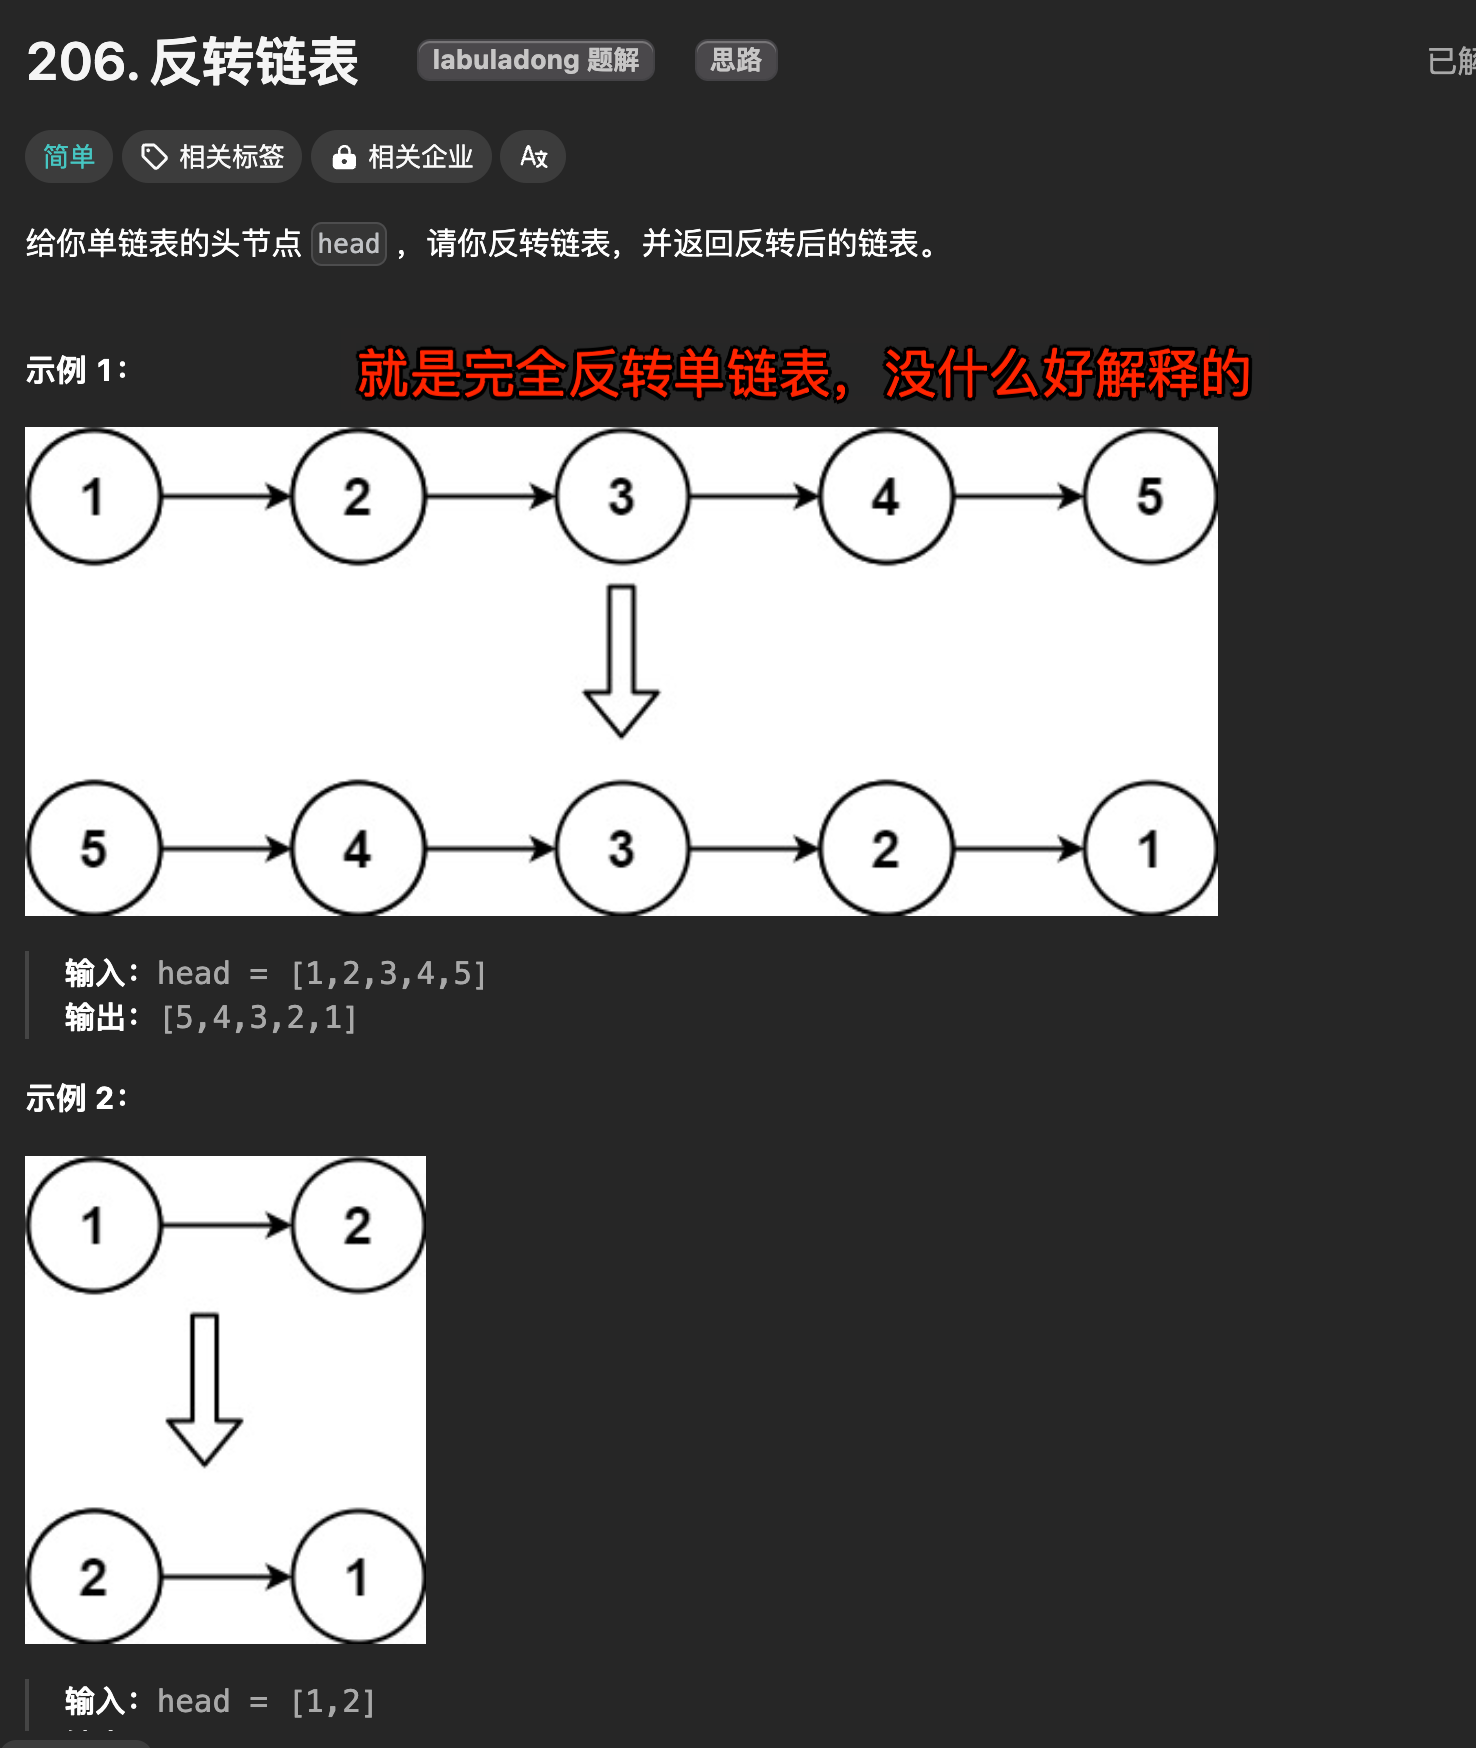 206. 反转链表 labuladong 题解 思路 已解
简单 相关标签 相关企业
给你单链表的头节点 head ，请你反转链表，并返回反转后的链表。
示例 1：
就是完全反转单链表，没什么好解释的
1 2 3 4 5
5 4 3 2 1
输入：head = [1,2,3,4,5]
输出：[5,4,3,2,1]
示例 2：
1 2
2 1
输入：head = [1,2]